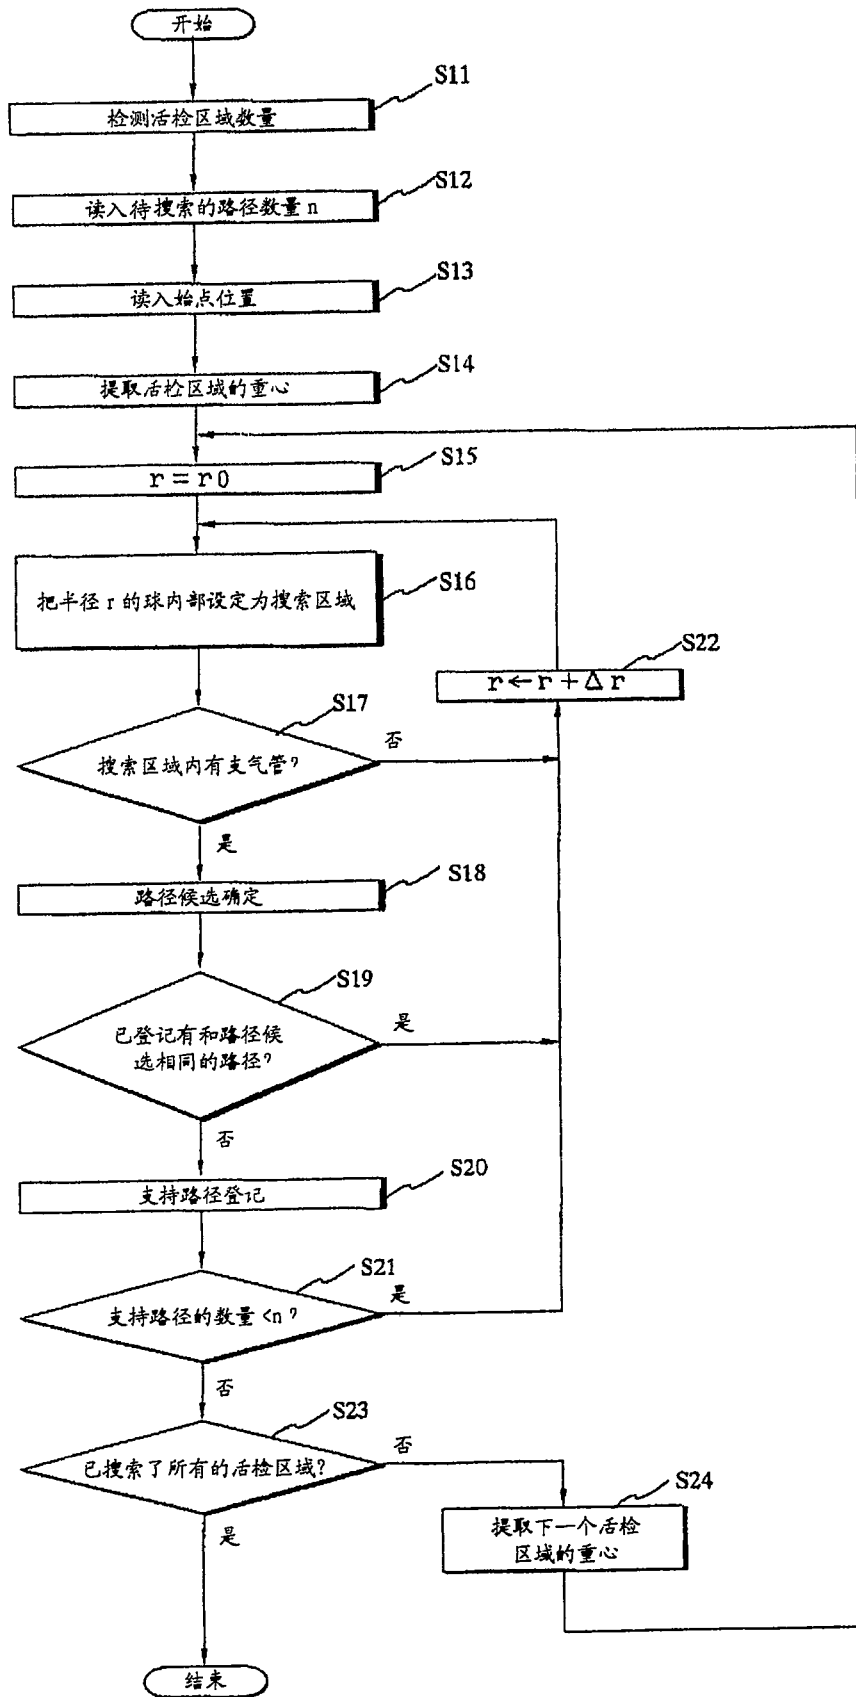 开始
S11
检测活检区域数量
S12
读入待搜索的路径数量 n
S13
读入始点位置
S14
提取活检区域的重心
S15
r = r0
S16
把半径 r 的球内部设定为搜索区域
S22
r ← r + Δ r
S17
搜索区域内有支气管?
否
是
S18
路径候选确定
S19
已登记有和路径候
选相同的路径?
是
否
S20
支持路径登记
S21
支持路径的数量 <n ?
是
否
S23
已搜索了所有的活检区域?
否
是
S24
提取下一个活检
区域的重心
结束